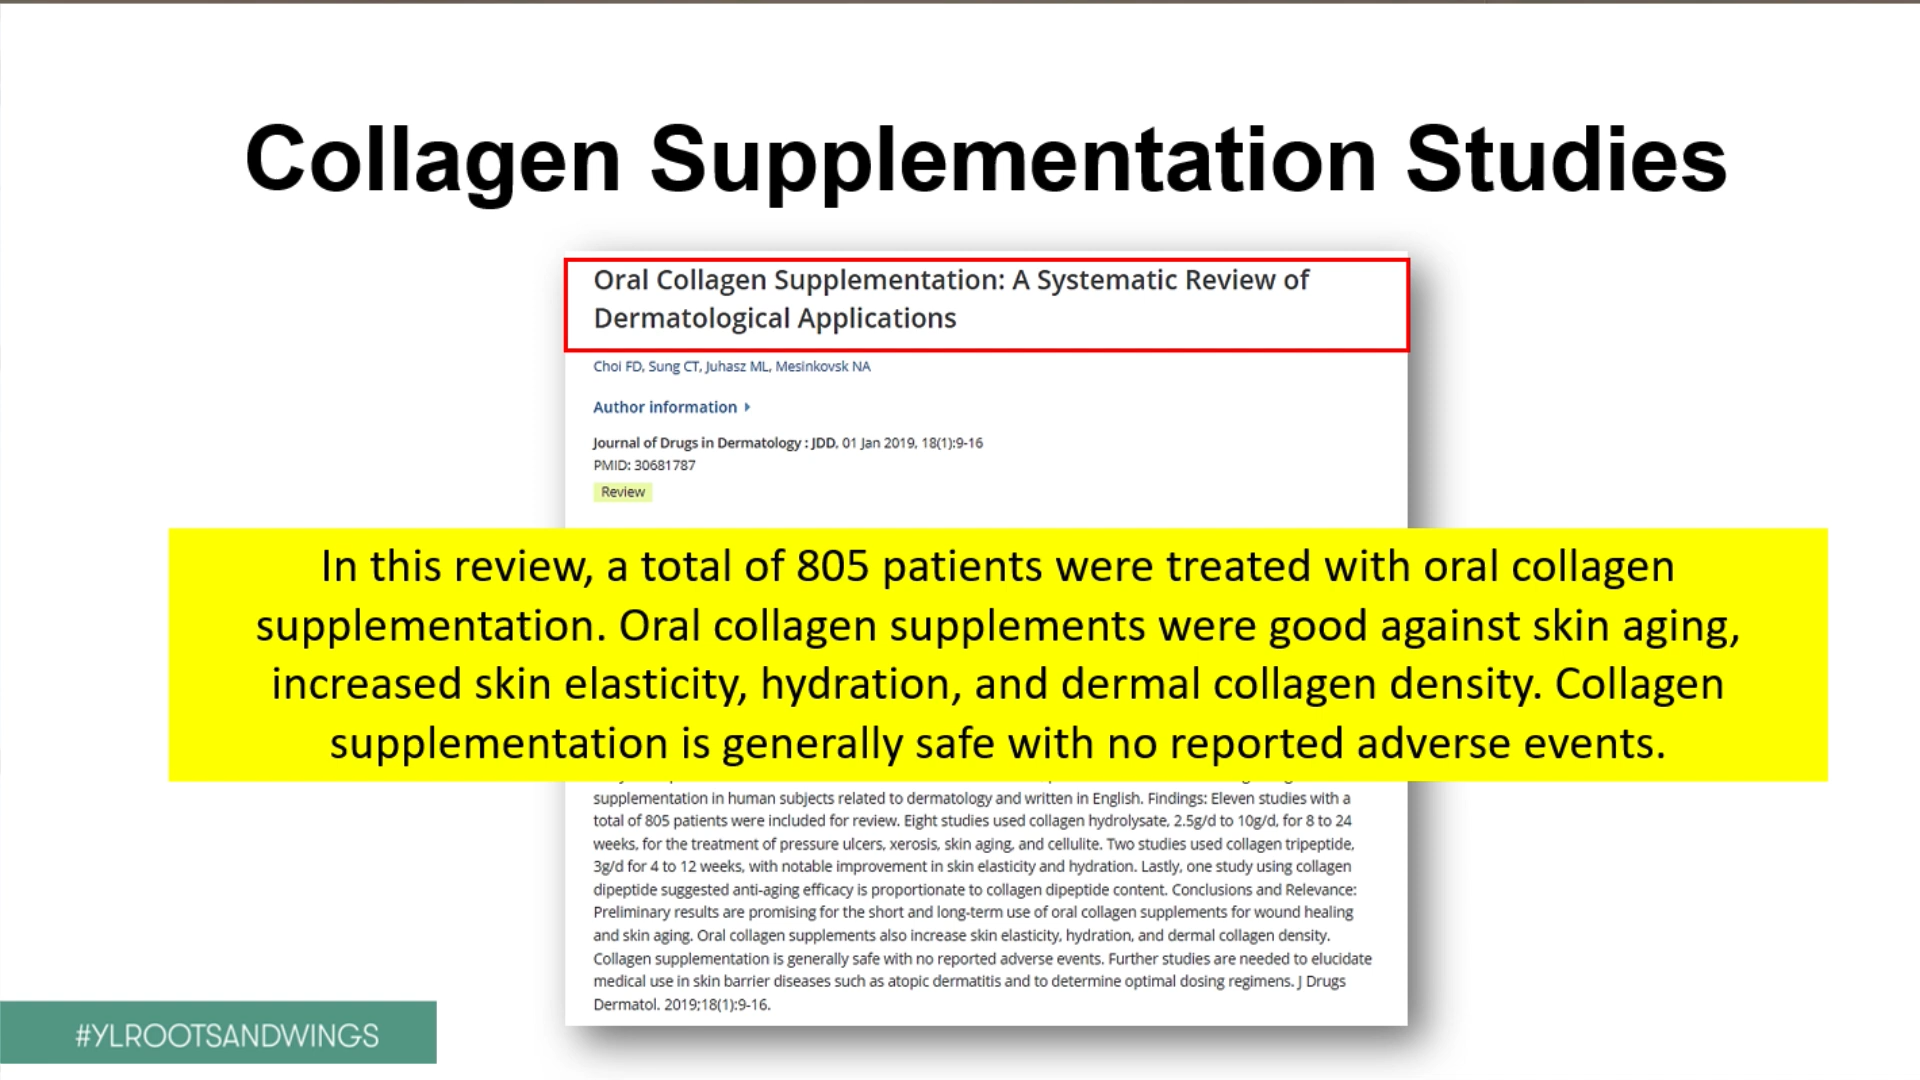 Collagen Supplementation Studies
Oral Collagen Supplementation: A Systematic Review of
Dermatological Applications
Choi FD, Sung CT, Juhasz ML, Mesinkovsk NA
Author information
Journal of Drugs in Dermatology : JDD, 01 Jan 2019, 18(1):9-16
PMID: 30681787
Review
In this review, a total of 805 patients were treated with oral collagen
supplementation. Oral collagen supplements were good against skin aging,
increased skin elasticity, hydration, and dermal collagen density. Collagen
supplementation is generally safe with no reported adverse events.
supplementation in human subjects related to dermatology and written in English. Findings: Eleven studies with a
total of 805 patients were included for review. Eight studies used collagen hydrolysate, 2.5g/d to 10g/d, for 8 to 24
weeks, for the treatment of pressure ulcers, xerosis, skin aging, and cellulite. Two studies used collagen tripeptide,
3g/d for 4 to 12 weeks, with notable improvement in skin elasticity and hydration. Lastly, one study using collagen
dipeptide suggested anti-aging efficacy is proportionate to collagen dipeptide content. Conclusions and Relevance:
Preliminary results are promising for the short and long-term use of oral collagen supplements for wound healing
and skin aging. Oral collagen supplements also increase skin elasticity, hydration, and dermal collagen density.
Collagen supplementation is generally safe with no reported adverse events. Further studies are needed to elucidate
medical use in skin barrier diseases such as atopic dermatitis and to determine optimal dosing regimens. J Drugs
Dermatol. 2019;18(1):9-16.
#YLROOTSANDWINGS